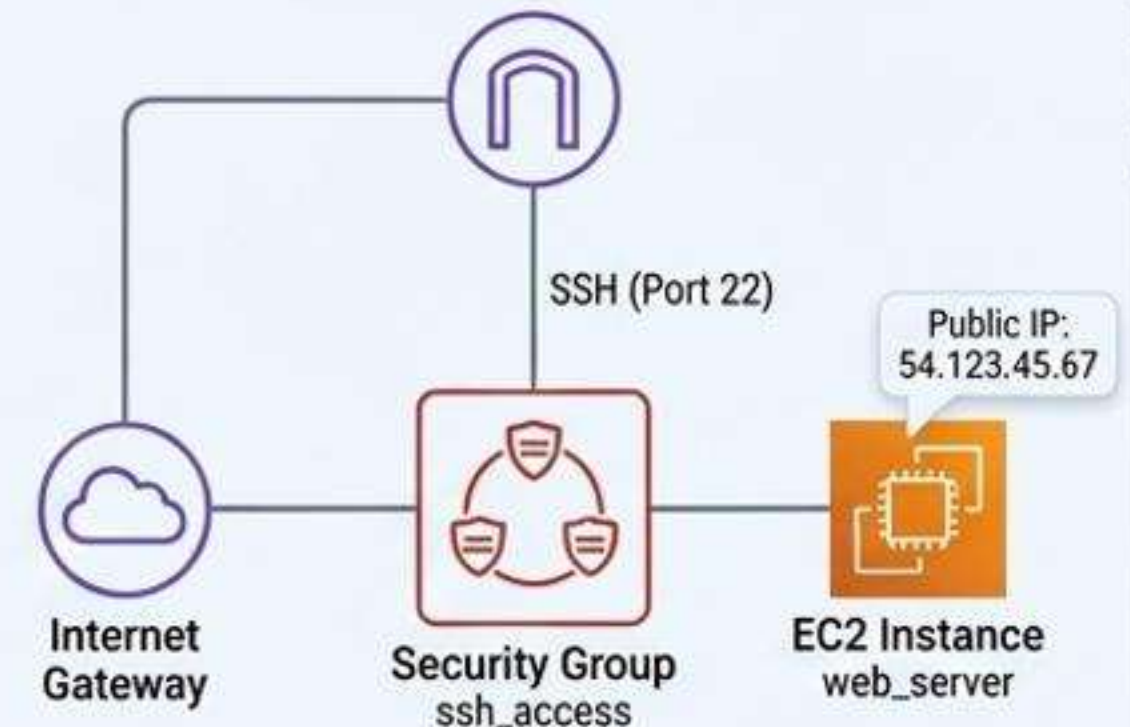 SSH (Port 22)
Public IP:
54.123.45.67
Internet
Gateway
Security Group
ssh_access
EC2 Instance
web_server